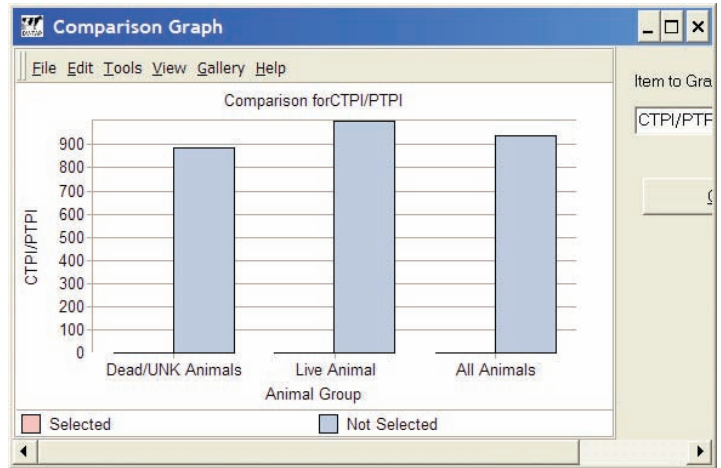 Comparison Graph
File Edit Tools View Gallery Help
Item to Gra
Comparison forCTPI/PTPI
CTPI/PTP
900
800
700
600
500
400
300
200
100
0
CTPI/PTPI
Dead/UNK Animals Live Animal All Animals
Animal Group
Selected Not Selected